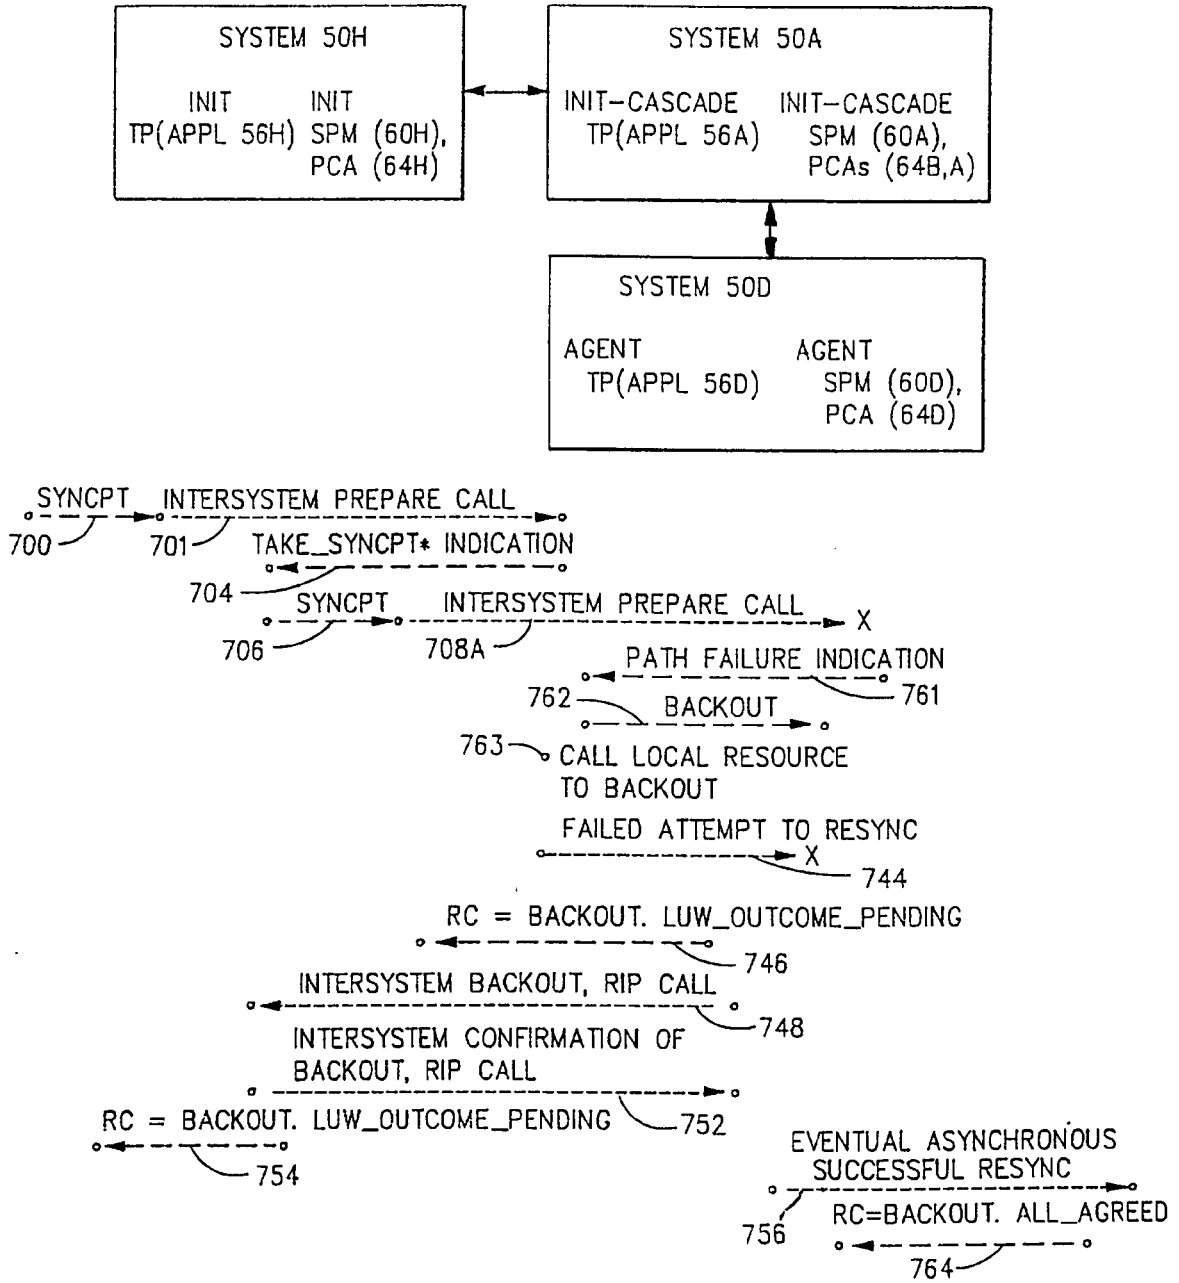 SYSTEM 50H
INIT INIT
TP(APPL 56H) SPM (60H),
PCA (64H)
SYSTEM 50A
INIT-CASCADE INIT-CASCADE
TP(APPL 56A) SPM (60A),
PCAs (64B,A)
SYSTEM 50D
AGENT AGENT
TP(APPL 56D) SPM (60D),
PCA (64D)
SYNCPT INTERSYSTEM PREPARE CALL
700 701
TAKE_SYNCPT* INDICATION
704
SYNCPT INTERSYSTEM PREPARE CALL X
706 708A
PATH FAILURE INDICATION
762 761
BACKOUT
763 CALL LOCAL RESOURCE
TO BACKOUT
FAILED ATTEMPT TO RESYNC
X
744
RC = BACKOUT. LUW_OUTCOME_PENDING
746
INTERSYSTEM BACKOUT, RIP CALL
748
INTERSYSTEM CONFIRMATION OF
BACKOUT, RIP CALL
752
RC = BACKOUT. LUW_OUTCOME_PENDING
754
EVENTUAL ASYNCHRONOUS
SUCCESSFUL RESYNC
756
RC=BACKOUT. ALL_AGREED
764